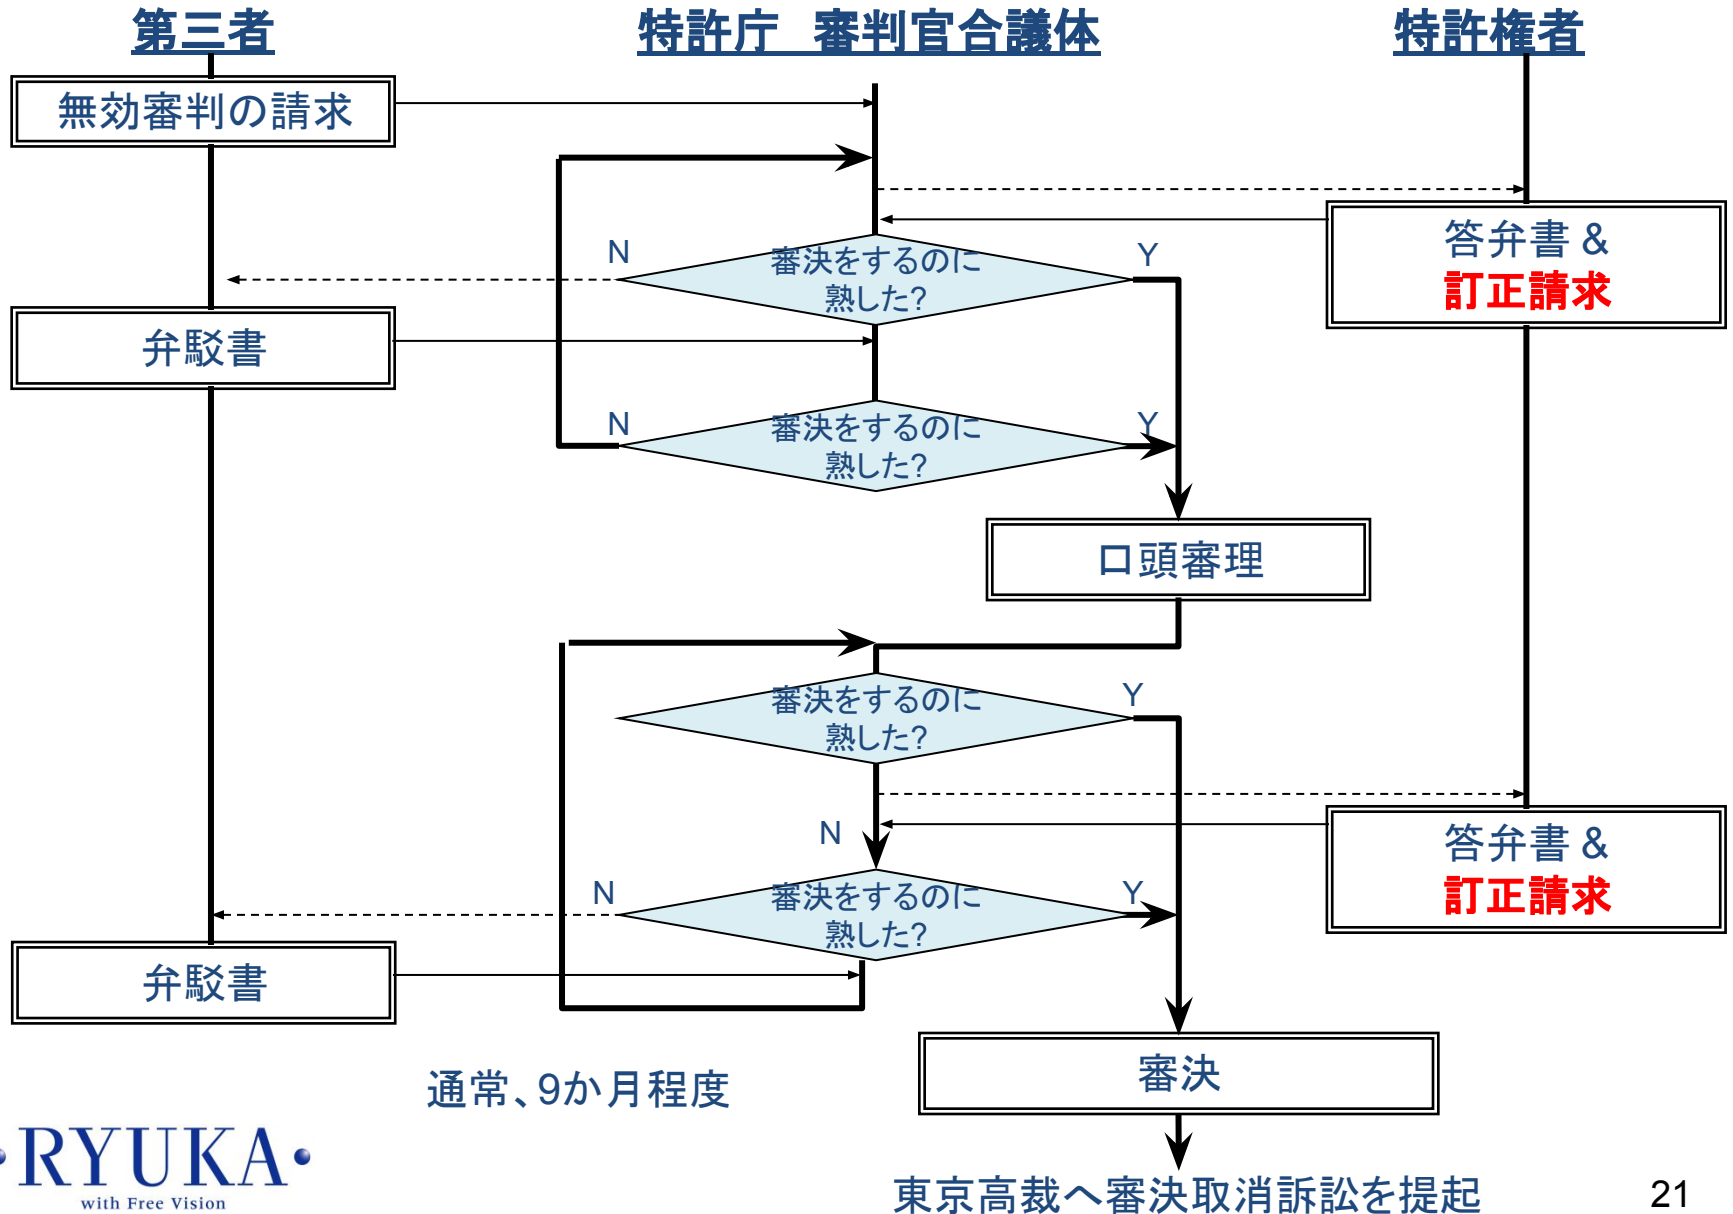 第三者
特許庁　審判官合議体
特許権者
無効審判の請求
答弁書 &
訂正請求
N
審決をするのに
熟した?
Y
弁駁書
N
審決をするのに
熟した?
Y
口頭審理
審決をするのに
熟した?
Y
N
答弁書 &
訂正請求
N
審決をするのに
熟した?
Y
弁駁書
審決
通常、9か月程度
・RYUKA・
with Free Vision
東京高裁へ審決取消訴訟を提起
21